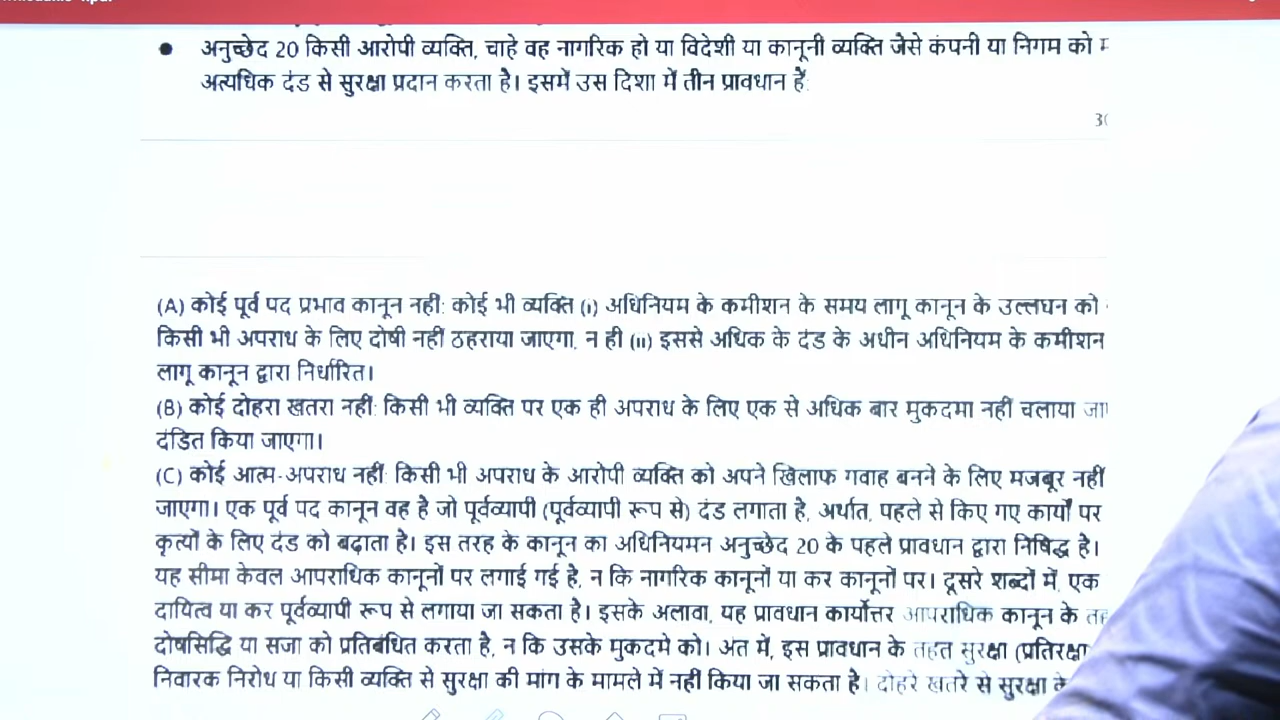 ● अनुच्छेद 20 किसी आरोपी व्यक्ति, चाहे वह नागरिक हो या विदेशी या कानूनी व्यक्ति जैसे कंपनी या निगम को
अत्यधिक दंड से सुरक्षा प्रदान करता है। इसमें उस दिशा में तीन प्रावधान हैं:
(A) कोई पूर्व पद प्रभाव कानून नहीं: कोई भी व्यक्ति (i) अधिनियम के कमीशन के समय लागू कानून के उल्लघन को
किसी भी अपराध के लिए दोषी नहीं ठहराया जाएगा, न ही (ii) इससे अधिक के दंड के अधीन अधिनियम के कमीशन
लागू कानून द्वारा निर्धारित।
(B) कोई दोहरा खतरा नहीं: किसी भी व्यक्ति पर एक ही अपराध के लिए एक से अधिक बार मुकदमा नहीं चलाया
दंडित किया जाएगा।
(C) कोई आत्म-अपराध नहीं: किसी भी अपराध के आरोपी व्यक्ति को अपने खिलाफ गवाह बनने के लिए मजबूर नहीं
जाएगा। एक पूर्व पद कानून वह है जो पूर्वव्यापी (पूर्वव्यापी रूप से) दंड लगाता है, अर्थात, पहले से किए गए कार्यों पर
कृत्यों के लिए दंड को बढ़ाता है। इस तरह के कानून का अधिनियमन अनुच्छेद 20 के पहले प्रावधान द्वारा निषिद्ध है।
यह सीमा केवल आपराधिक कानूनों पर लगाई गई है, न कि नागरिक कानूनों या कर कानूनों पर। दूसरे शब्दों में, एक
दायित्व या कर पूर्वव्यापी रूप से लगाया जा सकता है। इसके अलावा, यह प्रावधान कार्योत्तर आपराधिक कानून के
दोषसिद्धि या सजा को प्रतिबंधित करता है, न कि उसके मुकदमे को। अंत में, इस प्रावधान के तहत सुरक्षा (प्रतिरक्षा
निवारक निरोध या किसी व्यक्ति से सुरक्षा की मांग के मामले में नहीं किया जा सकता है। दोहरे खतरे से सुरक्षा के